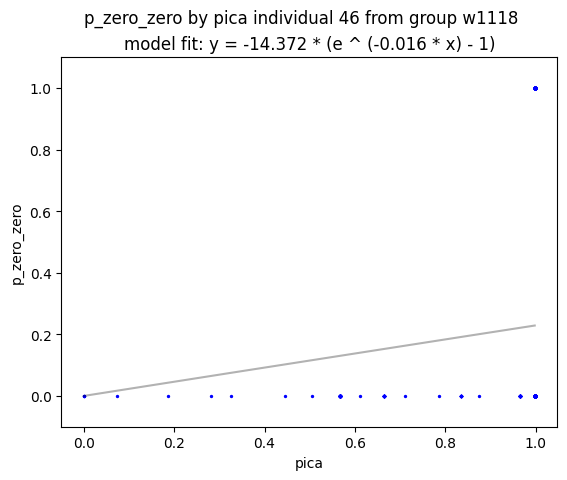 p_zero_zero by pica individual 46 from group w1118
model fit: y = -14.372 * (e ^ (-0.016 * x) - 1)
1.0
0.8
0.6
0.4
0.2
0.0
p_zero_zero
0.0 0.2 0.4 0.6 0.8 1.0
pica